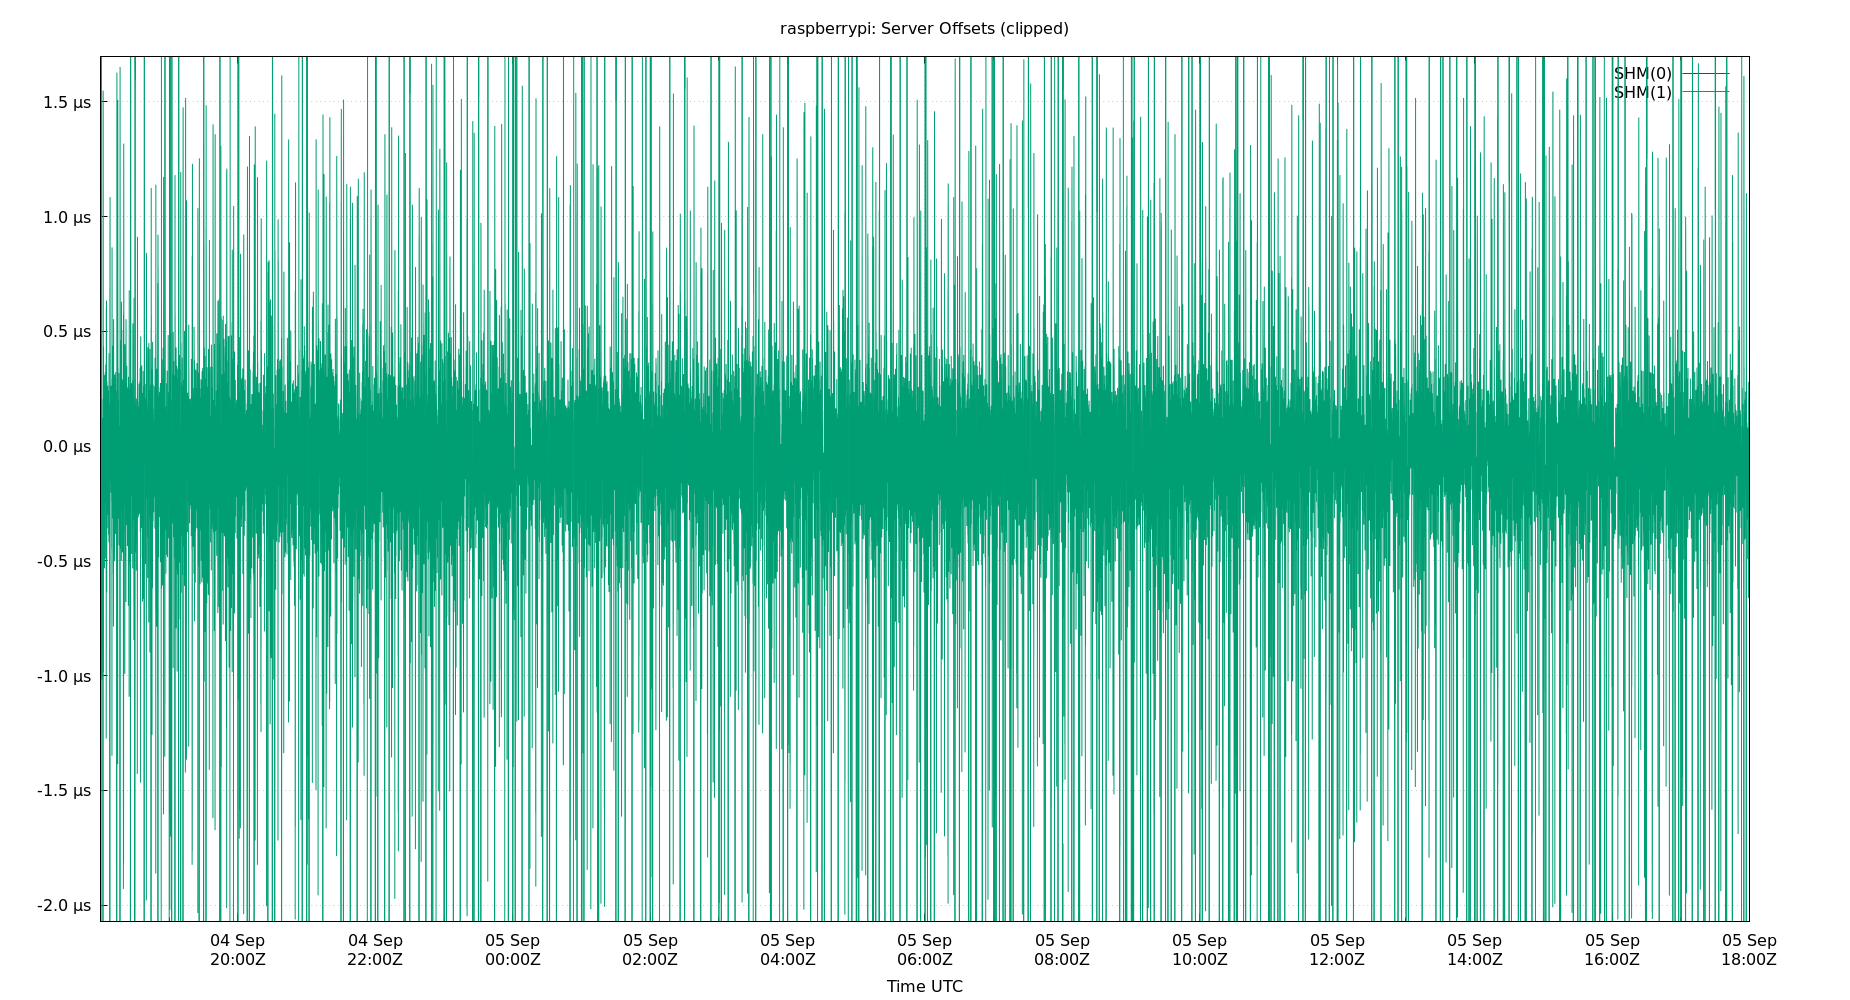 raspberrypi: Server Offsets (clipped)
SHM(0)
SHM(1)
1.5 µs
1.0 µs
0.5 µs
0.0 µs
-0.5 µs
-1.0 µs
-1.5 µs
-2.0 µs
04 Sep 04 Sep 05 Sep 05 Sep 05 Sep 05 Sep 05 Sep 05 Sep 05 Sep 05 Sep 05 Sep 05 Sep
20:00Z 22:00Z 00:00Z 02:00Z 04:00Z 06:00Z 08:00Z 10:00Z 12:00Z 14:00Z 16:00Z 18:00Z
Time UTC